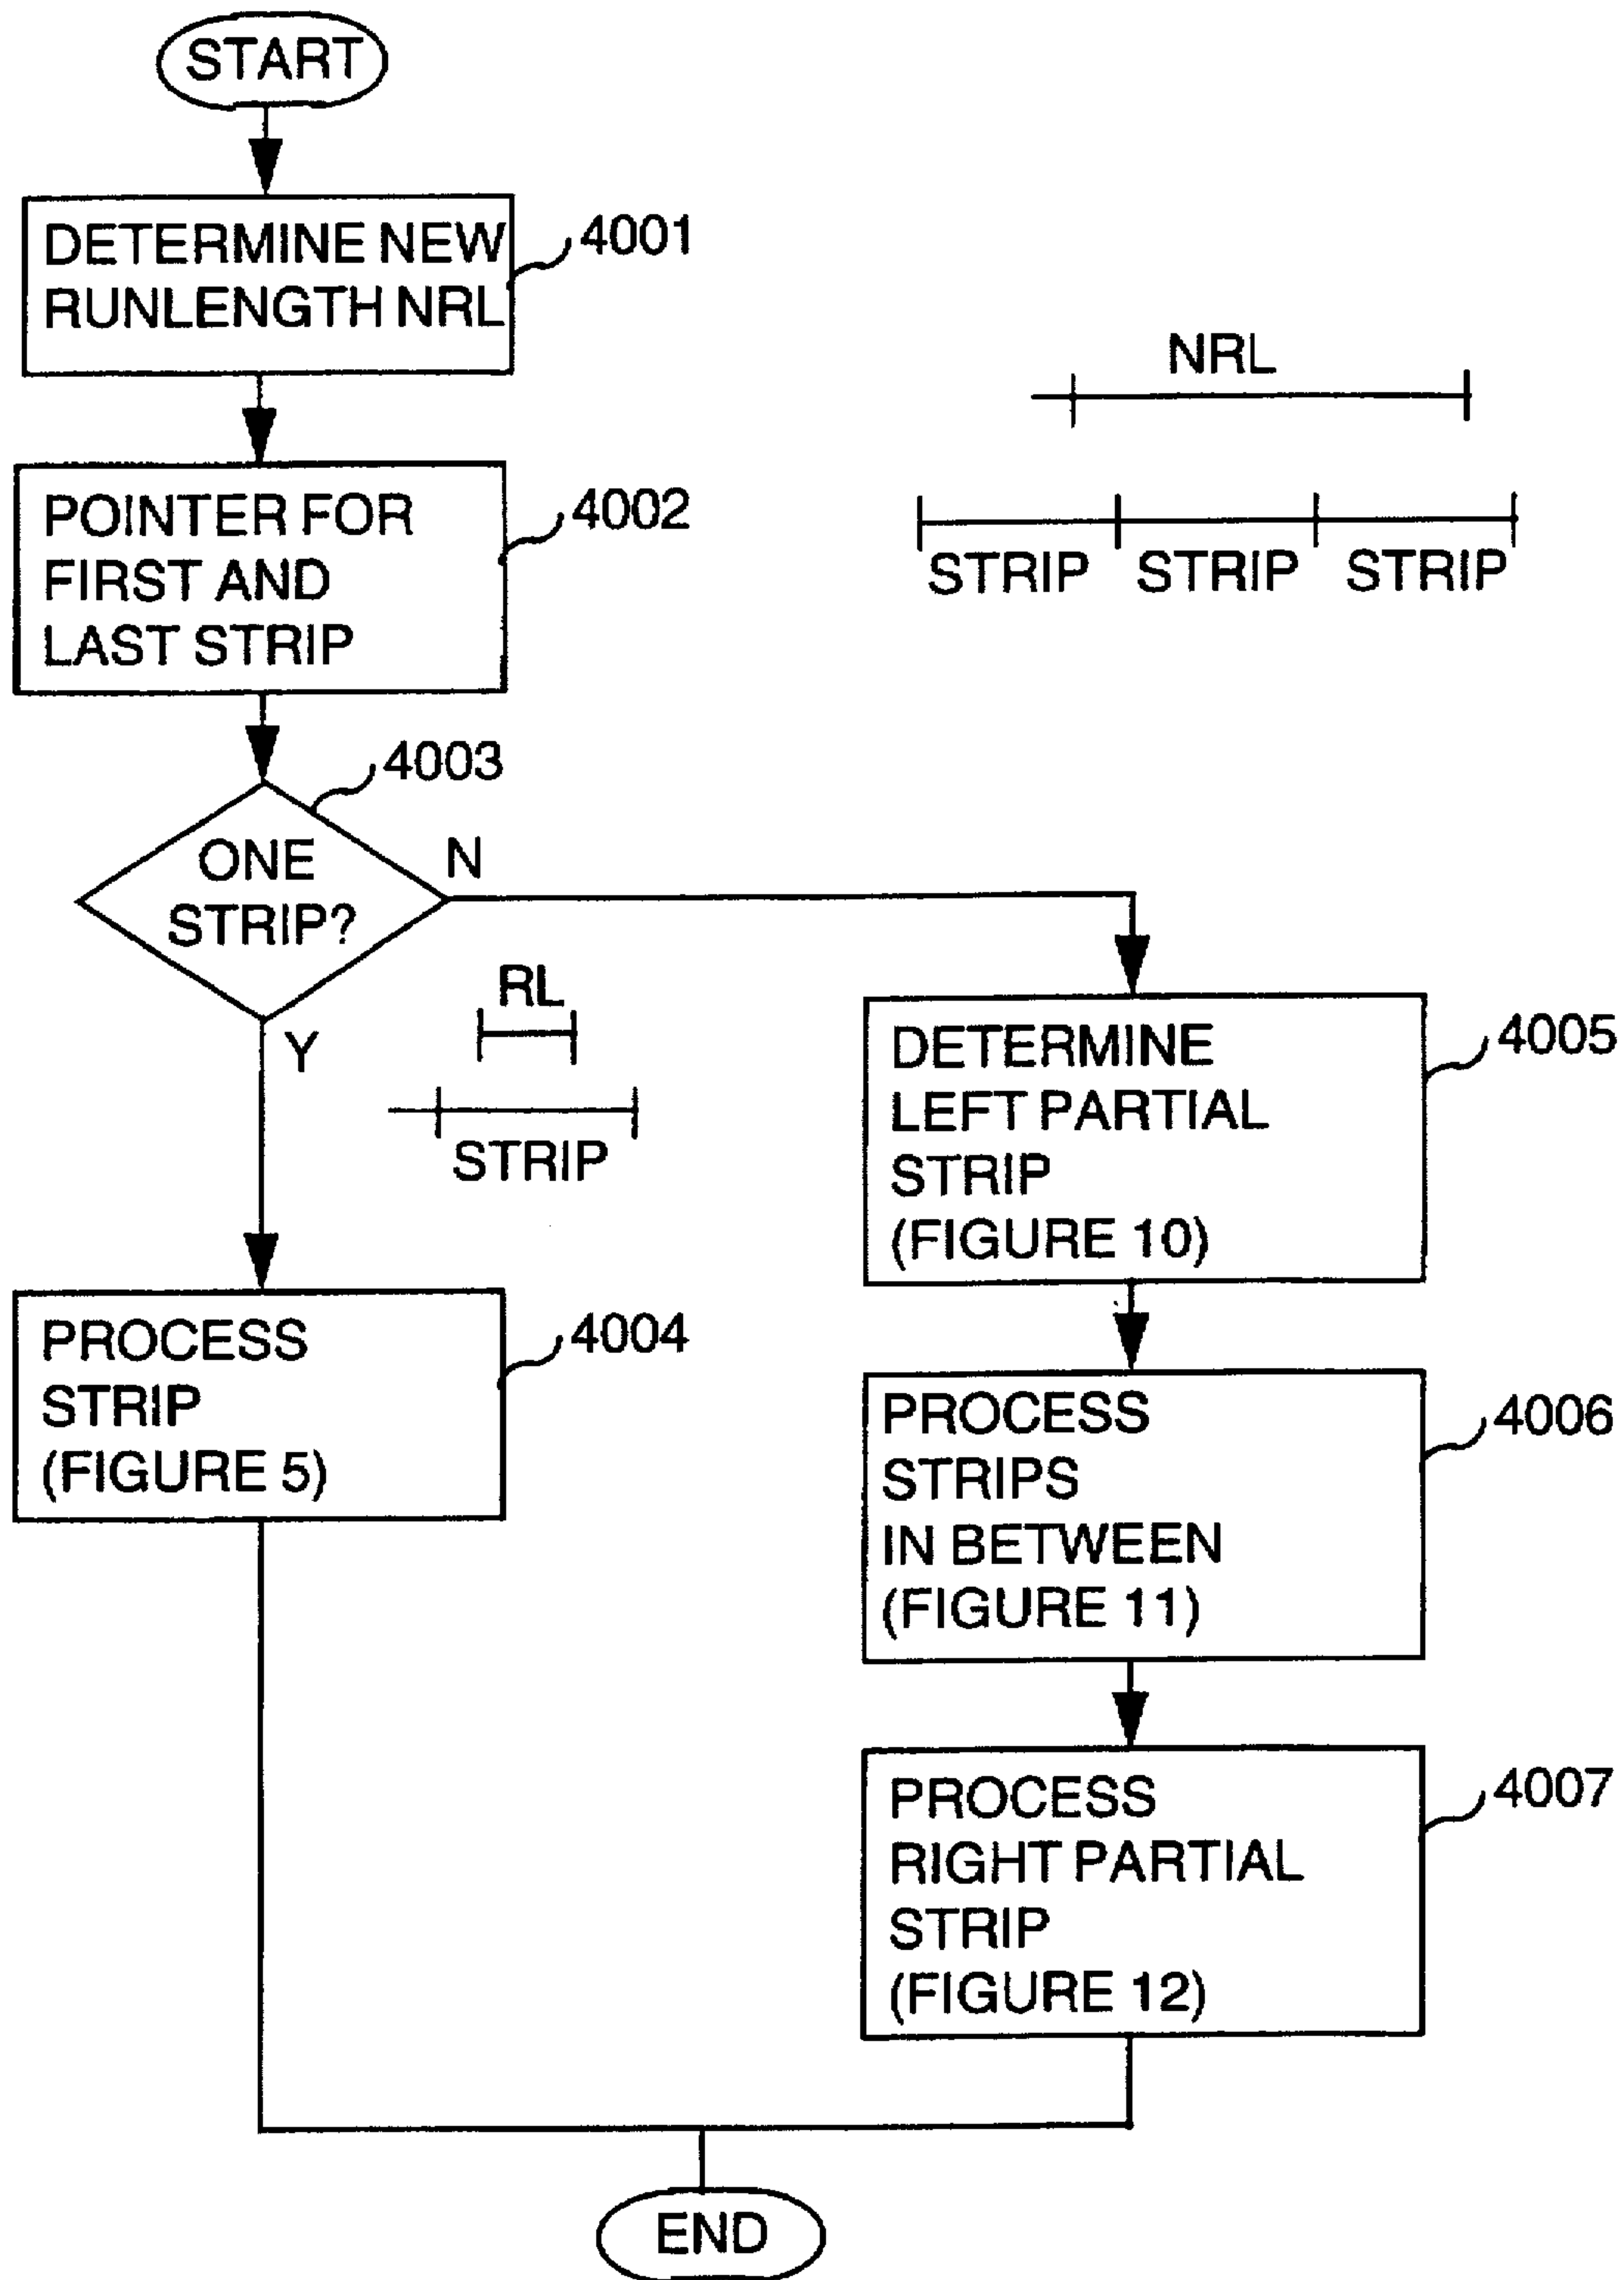 START
DETERMINE NEW
RUNLENGTH NRL
4001
NRL
POINTER FOR
FIRST AND
LAST STRIP
4002
STRIP STRIP STRIP
4003
ONE
STRIP?
N
Y
RL
STRIP
DETERMINE
LEFT PARTIAL
STRIP
(FIGURE 10)
4005
PROCESS
STRIP
(FIGURE 5)
4004
PROCESS
STRIPS
IN BETWEEN
(FIGURE 11)
4006
PROCESS
RIGHT PARTIAL
STRIP
(FIGURE 12)
4007
END